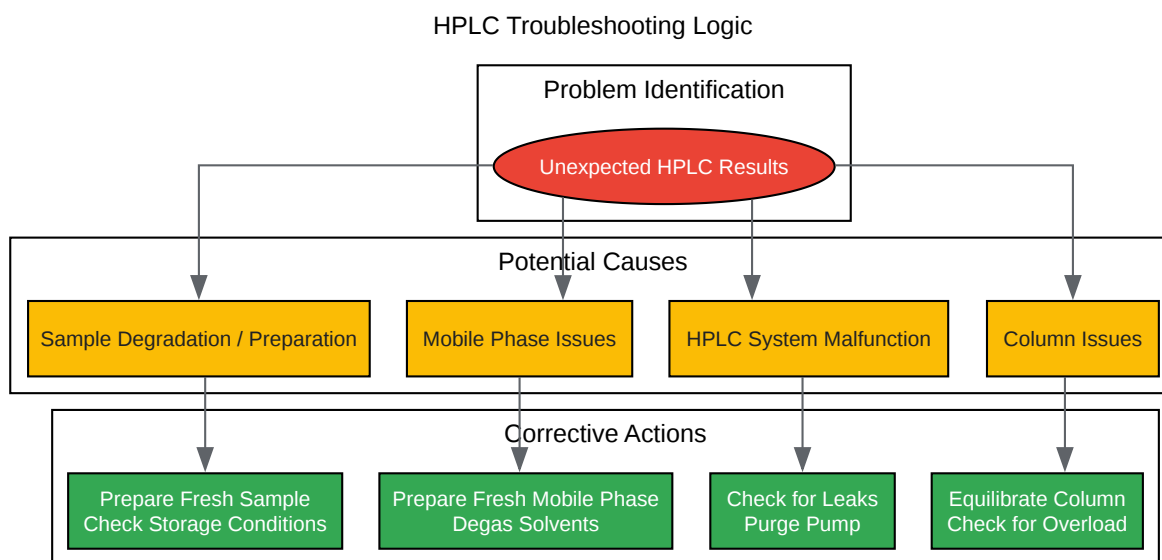 HPLC Troubleshooting Logic
Problem Identification
Unexpected HPLC Results
Potential Causes
Sample Degradation / Preparation
Mobile Phase Issues
HPLC System Malfunction
Column Issues
Corrective Actions
Prepare Fresh Sample
Check Storage Conditions
Prepare Fresh Mobile Phase
Degas Solvents
Check for Leaks
Purge Pump
Equilibrate Column
Check for Overload